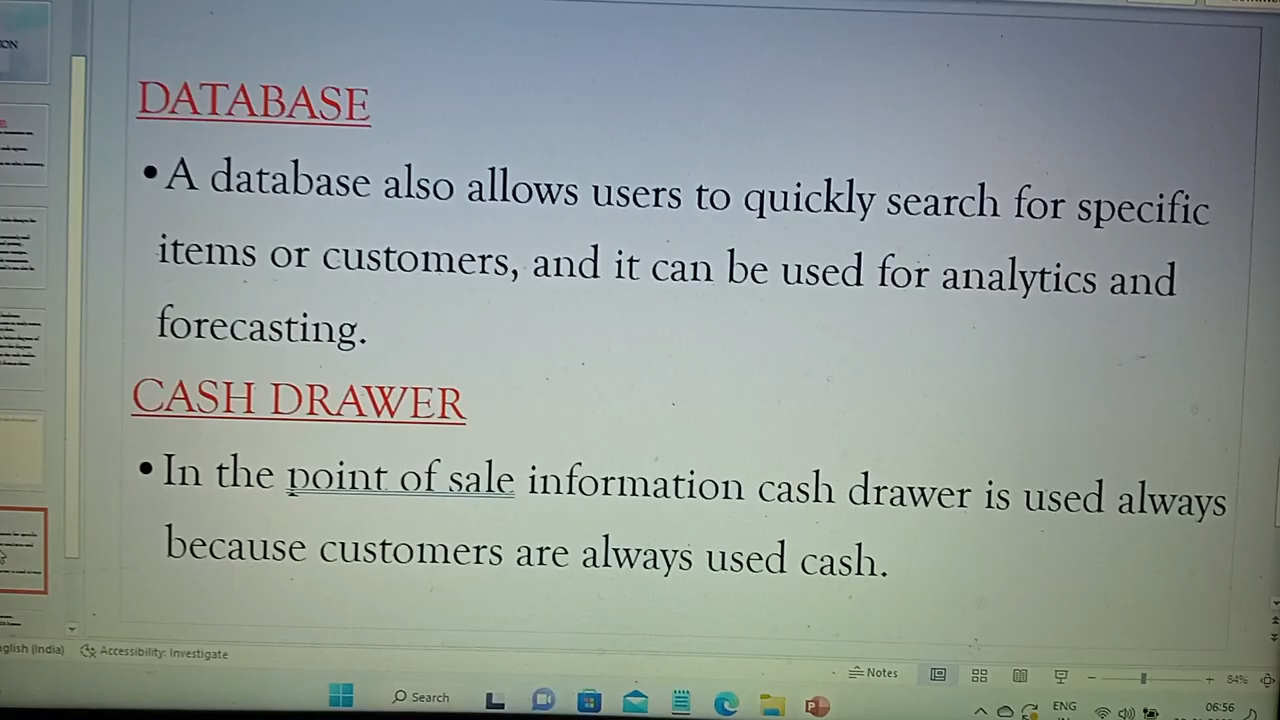 DATABASE
•A database also allows users to quickly search for specific
items or customers, and it can be used for analytics and
forecasting.
CASH DRAWER
•In the point of sale information cash drawer is used always
because customers are always used cash.
nglish (India) Accessibility: Investigate
Notes
84%
Search
ENG
06:56